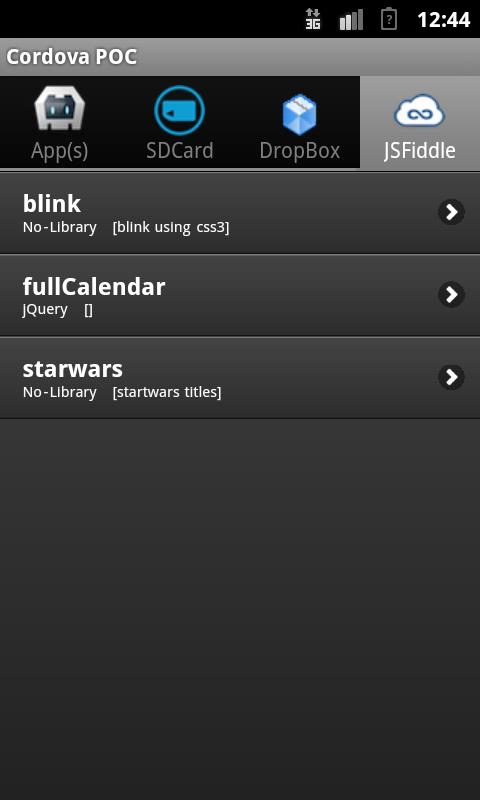 3G ? 12:44
Cordova POC
App(s) SDCard DropBox JSFiddle
blink
No-Library [blink using css3]
fullCalendar
JQuery []
starwars
No-Library [startwars titles]